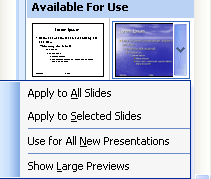 Available For Use
Apply to All Slides
Apply to Selected Slides
Use for All New Presentations
Show Large Previews